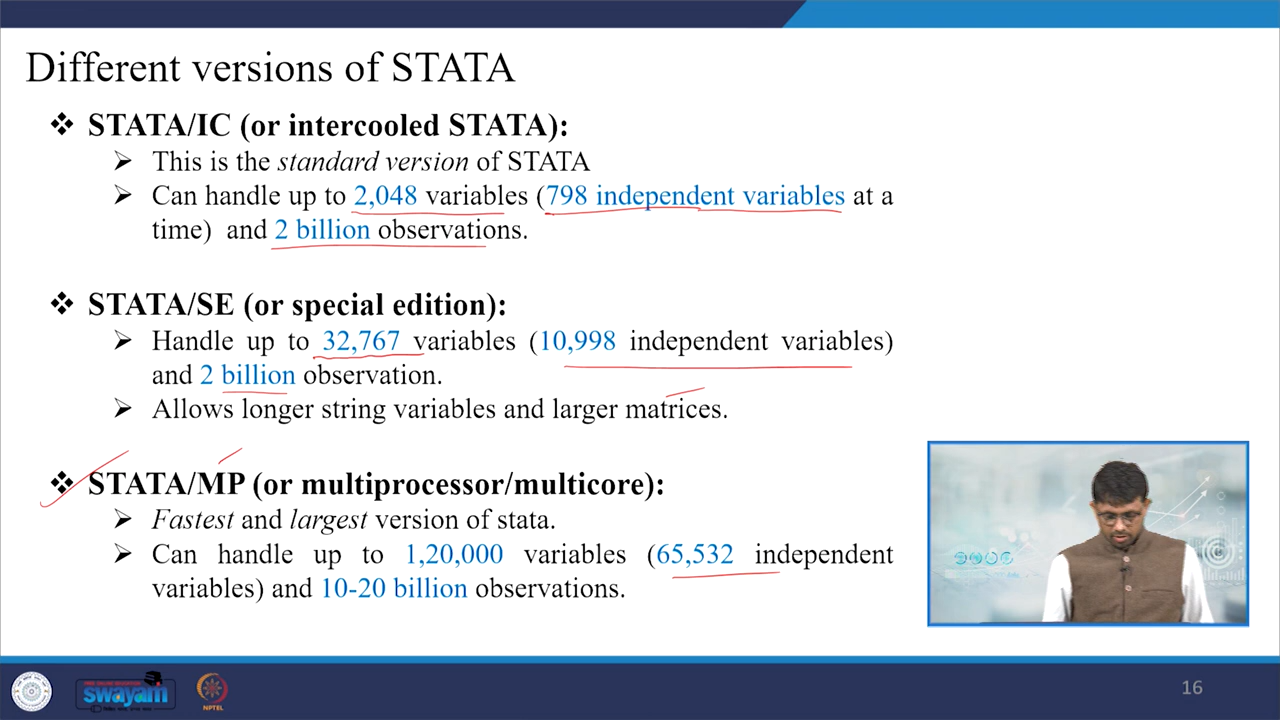 Different versions of STATA
❖ STATA/IC (or intercooled STATA):
➢ This is the standard version of STATA
➢ Can handle up to 2,048 variables (798 independent variables at a
time) and 2 billion observations.
❖ STATA/SE (or special edition):
➢ Handle up to 32,767 variables (10,998 independent variables)
and 2 billion observation.
➢ Allows longer string variables and larger matrices.
❖ STATA/MP (or multiprocessor/multicore):
➢ Fastest and largest version of stata.
➢ Can handle up to 1,20,000 variables (65,532 independent
variables) and 10-20 billion observations.
swayam
NPTEL
16